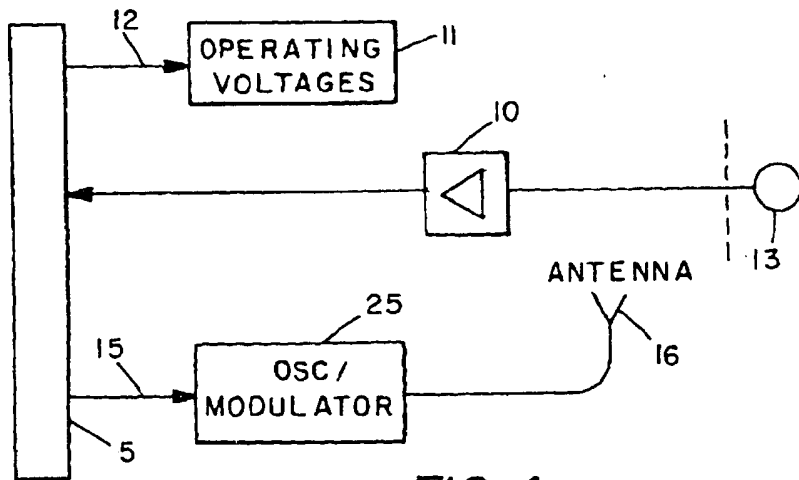 12
OPERATING
VOLTAGES
11
10
13
ANTENNA
16
25
15
OSC/
MODULATOR
5